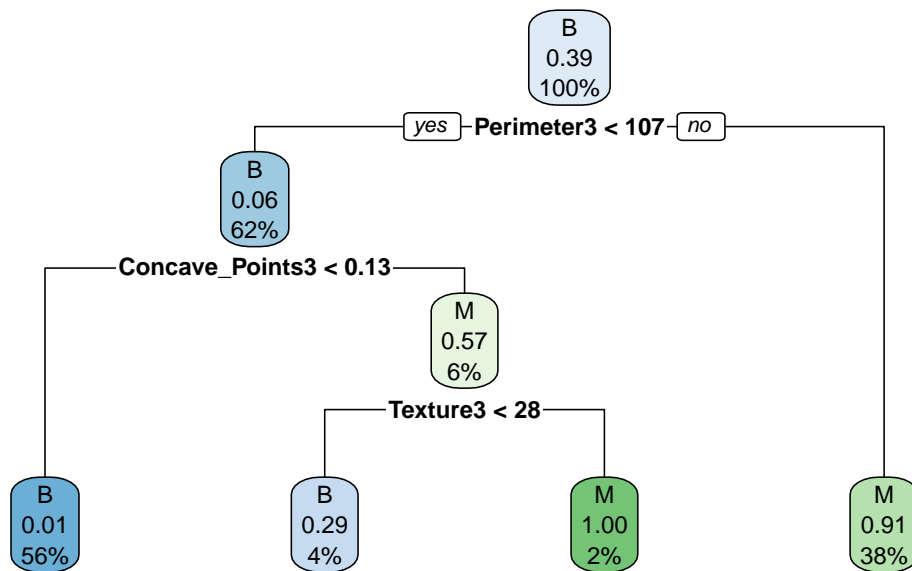 B
0.39
100%
yes Perimeter3 < 107 no
B
0.06
62%
Concave_Points3 < 0.13
M
0.57
6%
Texture3 < 28
B
0.01
56%
B
0.29
4%
M
1.00
2%
M
0.91
38%